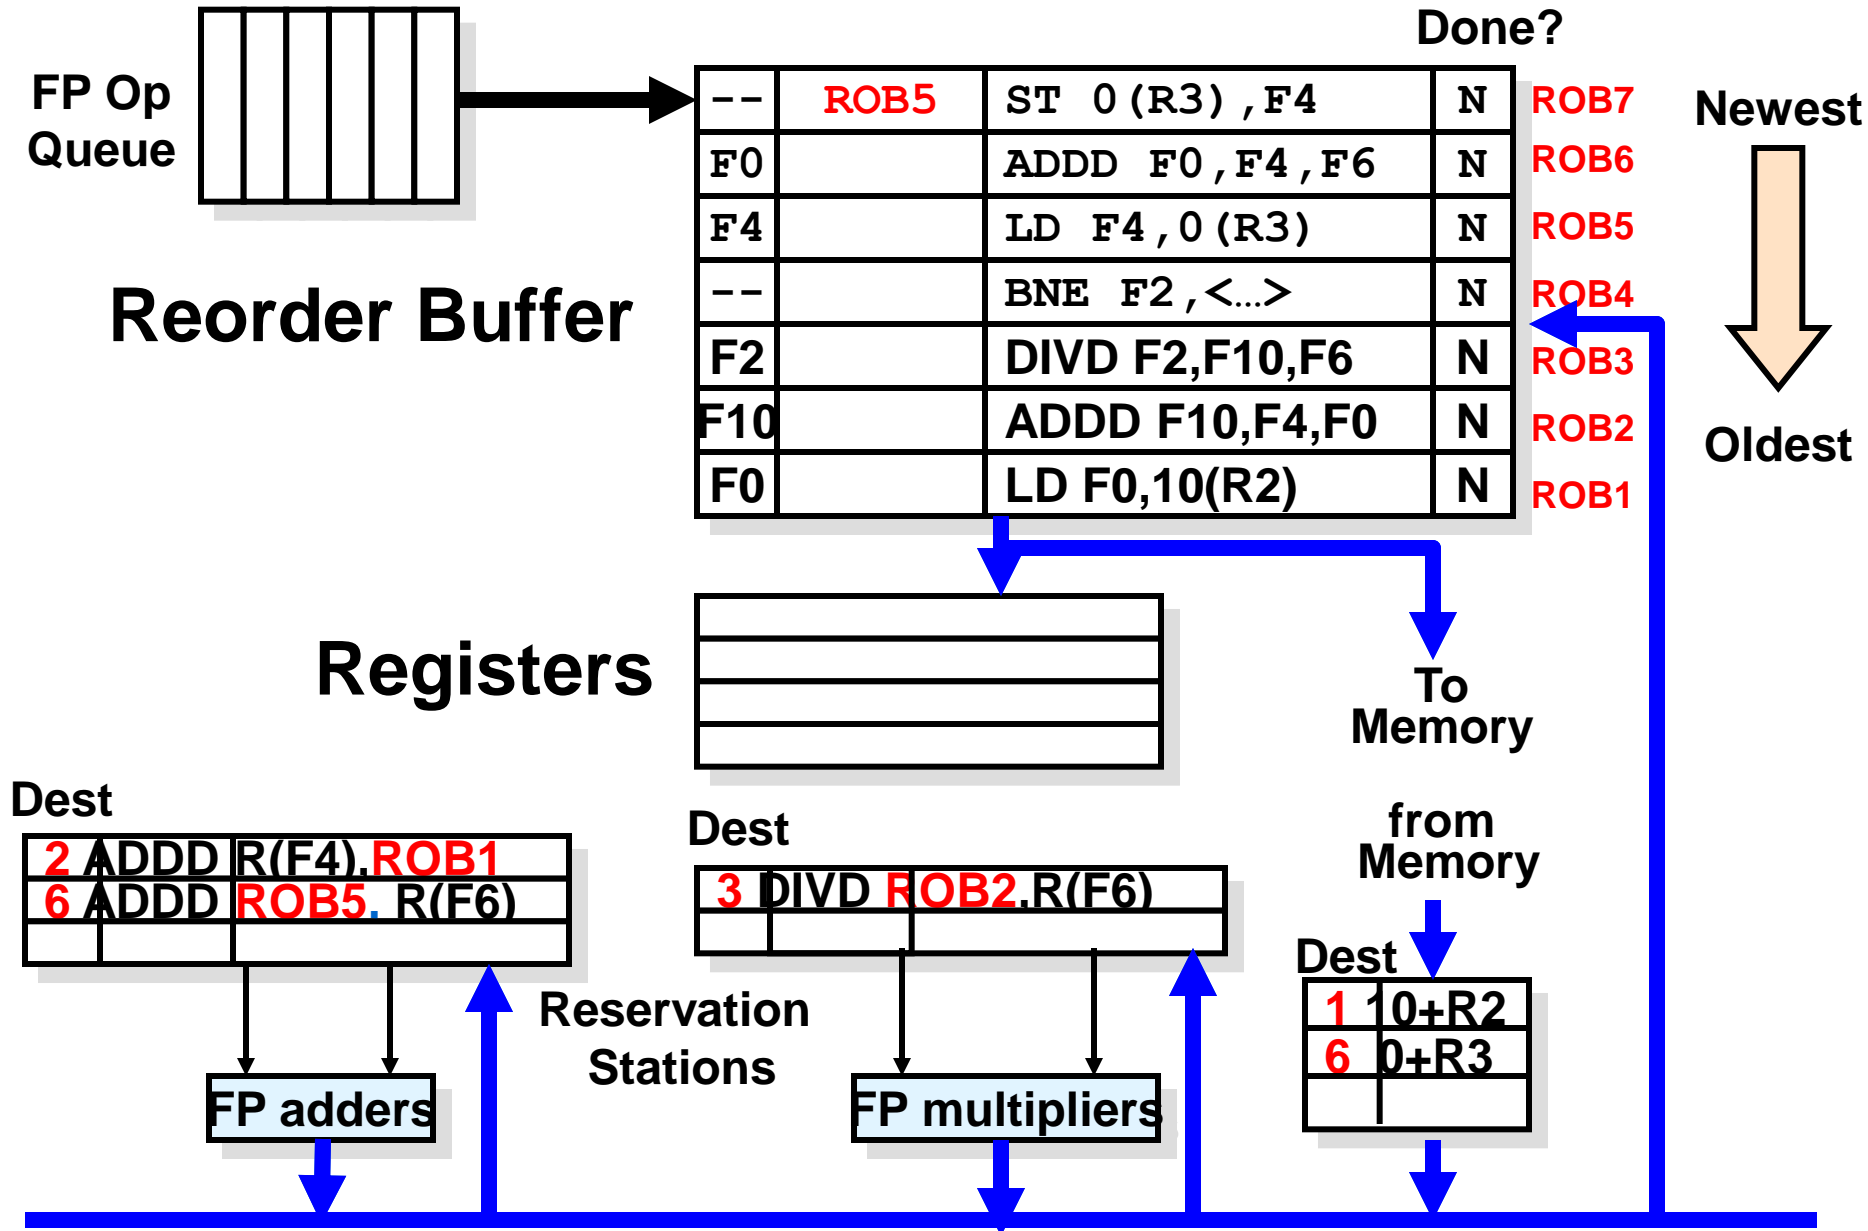 Done?
FP Op
Queue
-- ROB5 ST 0(R3),F4 N ROB7
F0 ADDD F0,F4,F6 N ROB6
F4 LD F4,0(R3) N ROB5
-- BNE F2,<…> N ROB4
F2 DIVD F2,F10,F6 N ROB3
F10 ADDD F10,F4,F0 N ROB2
F0 LD F0,10(R2) N ROB1
Newest
Oldest
Reorder Buffer
Registers
To
Memory
from
Memory
Dest
2 ADDD R(F4),ROB1
6 ADDD ROB5, R(F6)
Dest
3 DIVD ROB2,R(F6)
Dest
1 10+R2
6 0+R3
Reservation
Stations
FP adders
FP multipliers